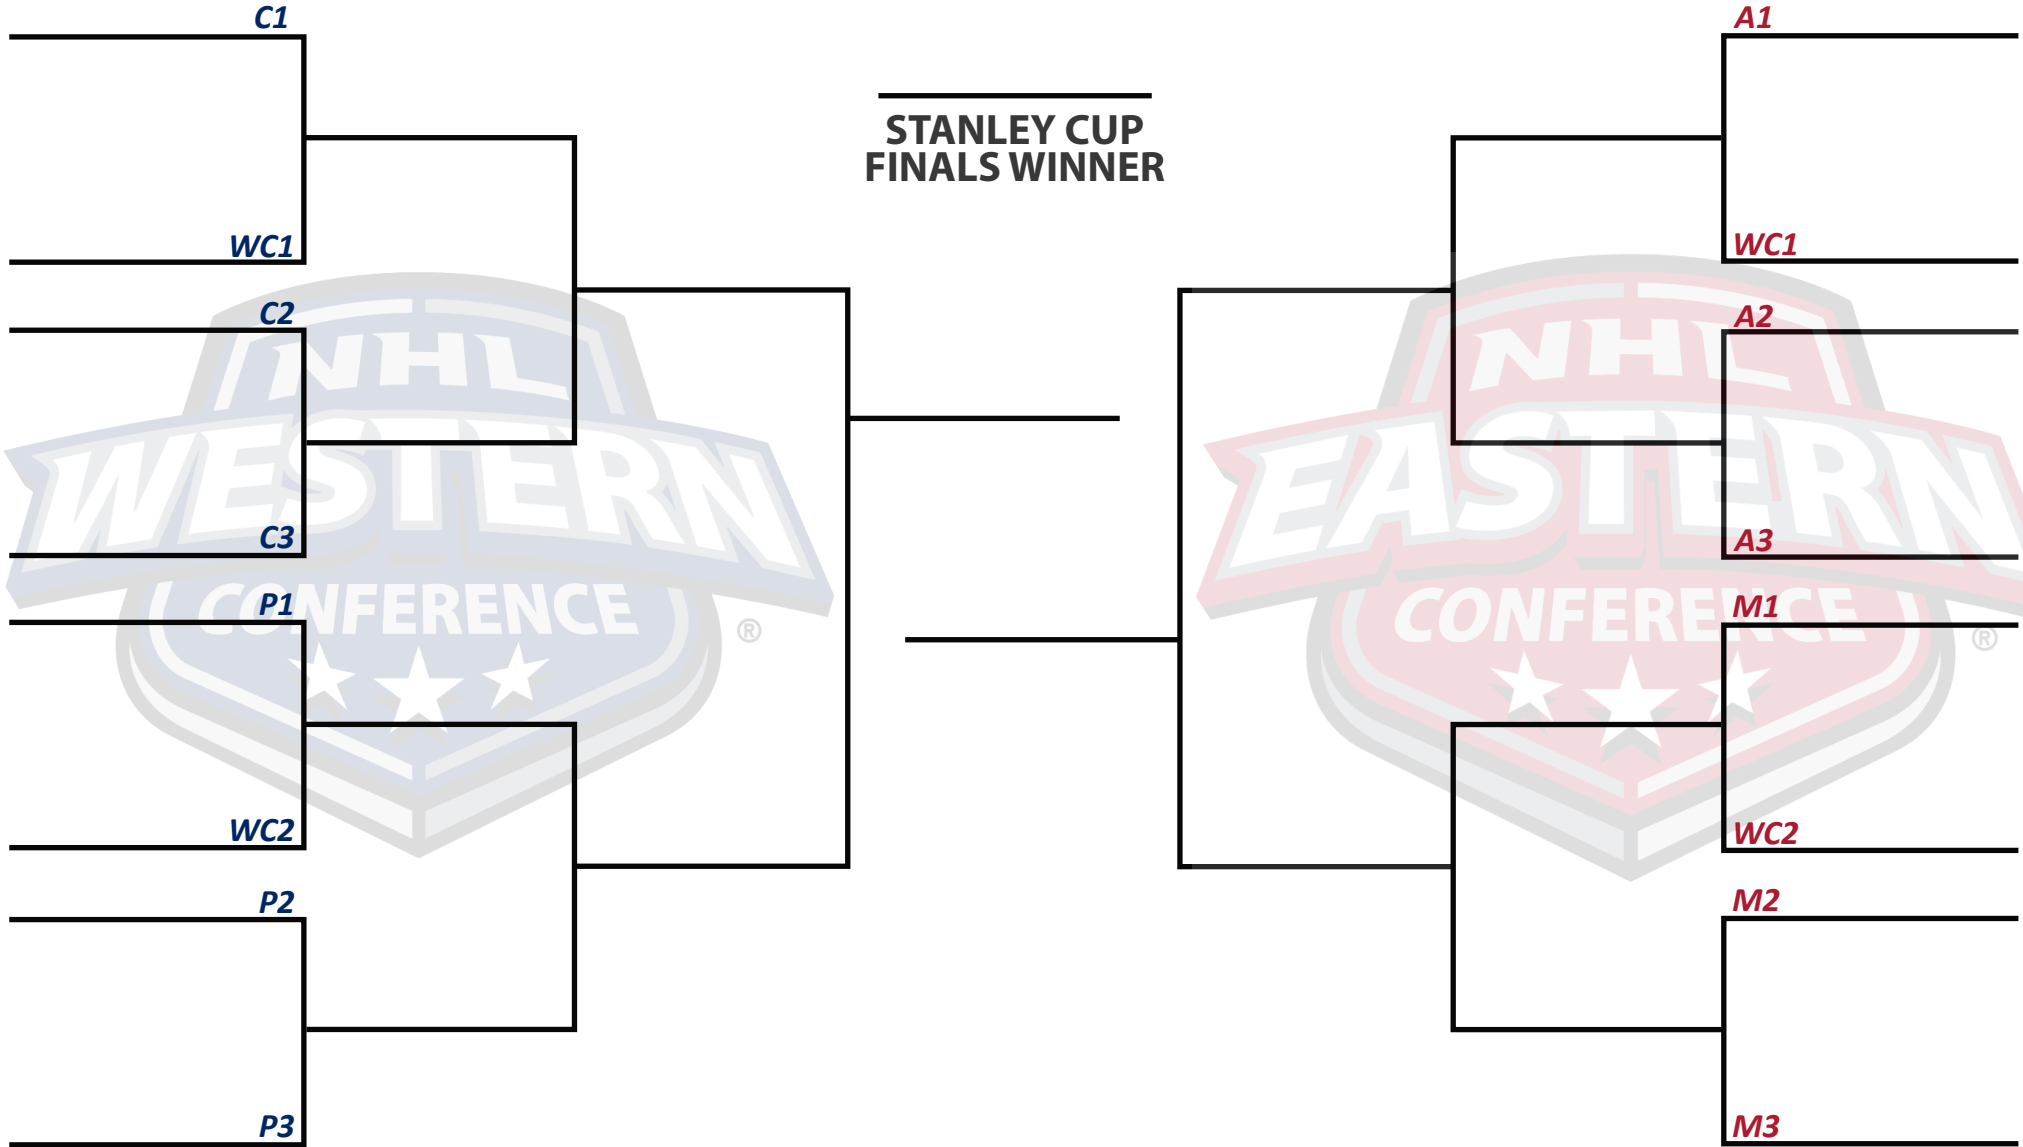 C1
WC1
C2
C3
P1
WC2
P2
P3
NHL
WESTERN
CONFERENCE
®
STANLEY CUP
FINALS WINNER
A1
WC1
A2
A3
M1
WC2
M2
M3
NHL
EASTERN
CONFERENCE
®